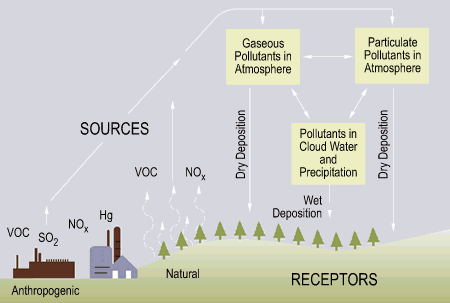 Gaseous
Pollutants in
Atmosphere
Particulate
Pollutants in
Atmosphere
SOURCES
Dry Deposition
Pollutants in
Cloud Water
and
Precipitation
Dry Deposition
VOC
NOx
Wet
Deposition
VOC
SO2
NOx
Hg
Natural
Anthropogenic
RECEPTORS